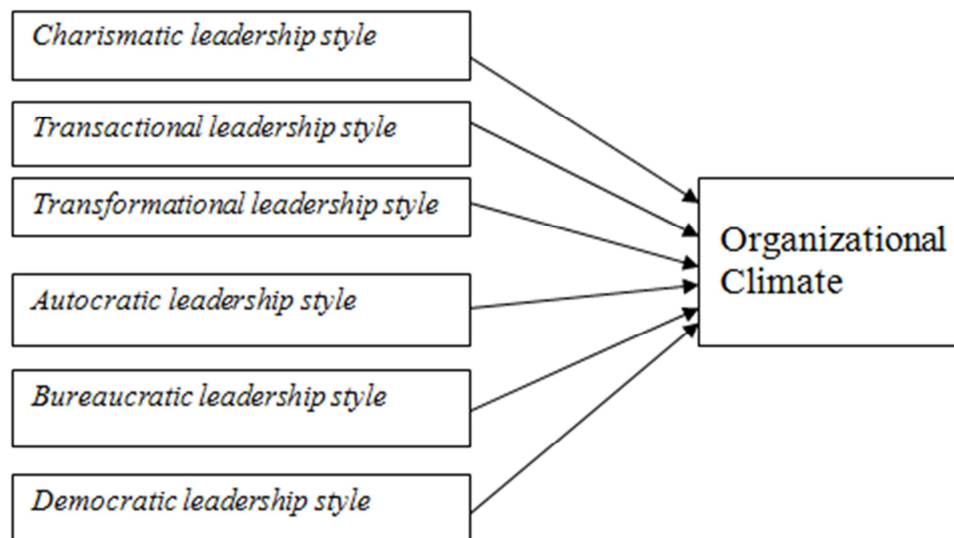 Charismatic leadership style
Transactional leadership style
Transformational leadership style
Autocratic leadership style
Bureaucratic leadership style
Democratic leadership style
Organizational
Climate